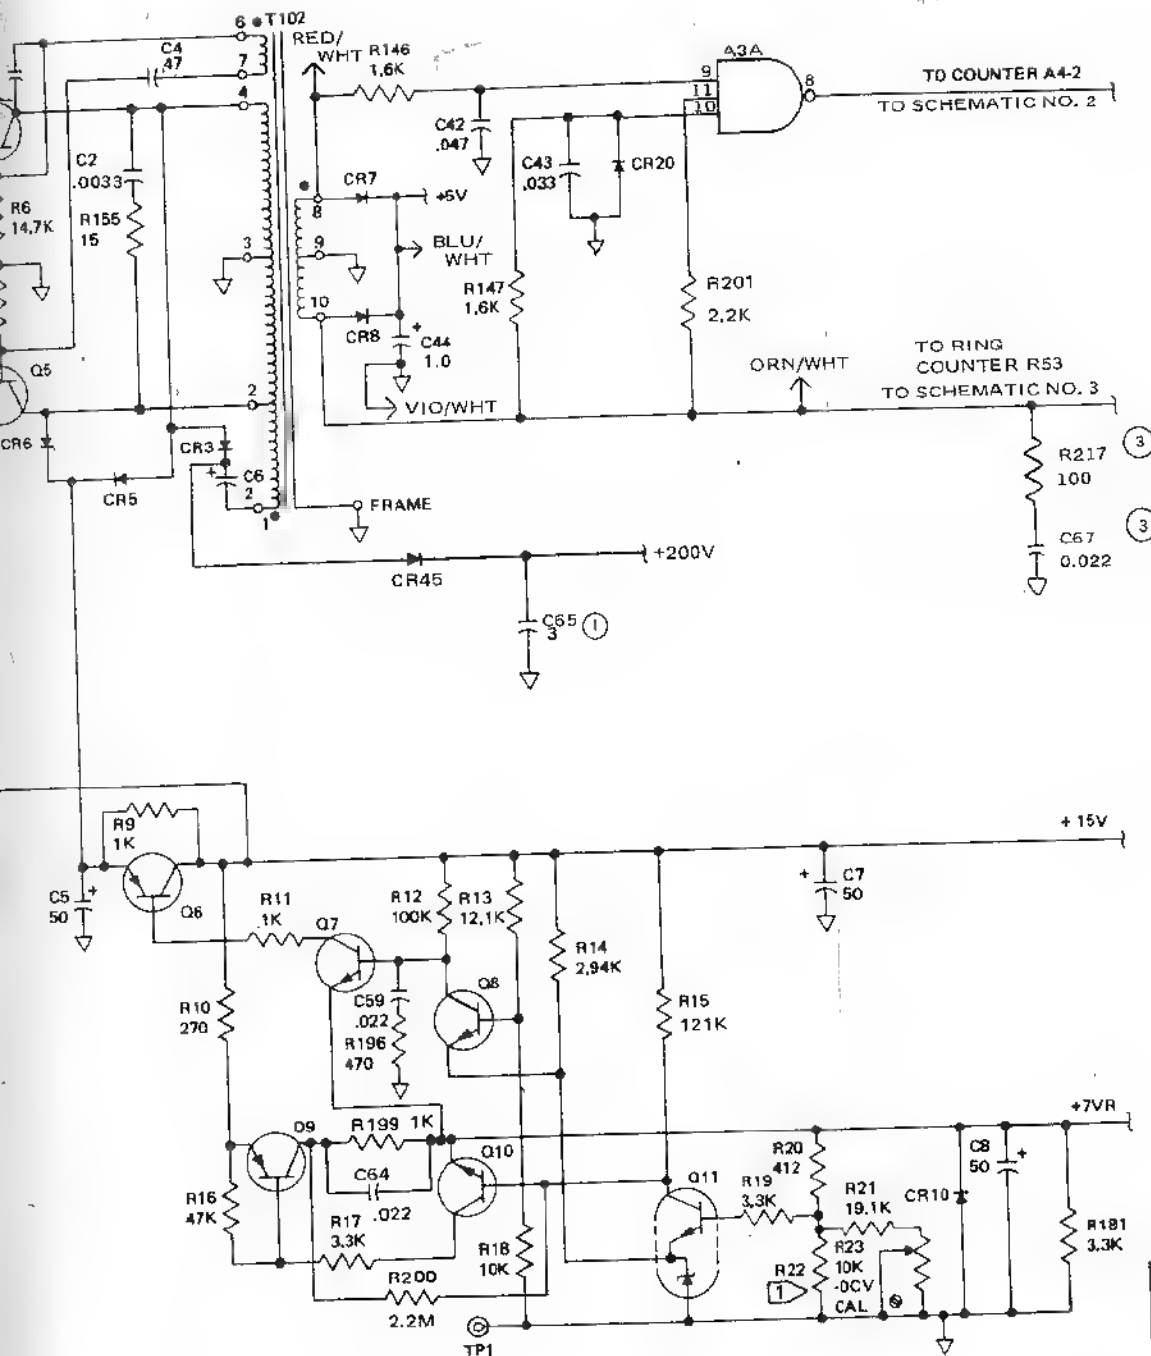 6 T102
RED/
WHT
R146
1.6K
A3A
C4
.47
7
4
9
11
10
8
TO COUNTER A4-2
TO SCHEMATIC NO. 2
C42
.047
C43
.033
CR20
C2
.0033
CR7
+6V
8
R6
14.7K
R155
15
3
9
BLU/
WHT
R147
1.6K
R201
2.2K
10
CR8
+
C44
1.0
ORN/WHT
TO RING
COUNTER R53
TO SCHEMATIC NO. 3
Q5
2
VIO/WHT
CR6
CR3
+
C6
2
1
CR5
FRAME
R217
100
3
C67
0.022
3
+200V
CR45
C65
3
1
R9
1K
+ 15V
C5
50
+
Q6
R11
1K
Q7
R12
100K
R13
12.1K
+
C7
50
R14
2.94K
R10
270
C59
.022
R196
470
Q8
R15
121K
+7VR
D9
R199
1K
Q10
C64
.022
R16
47K
R17
3.3K
R18
10K
R200
2.2M
TP1
Q11
R19
3.3K
R20
412
R21
19.1K
R22
1
R23
10K
-DCV
CAL
CR10
C8
50
+
R181
3.3K